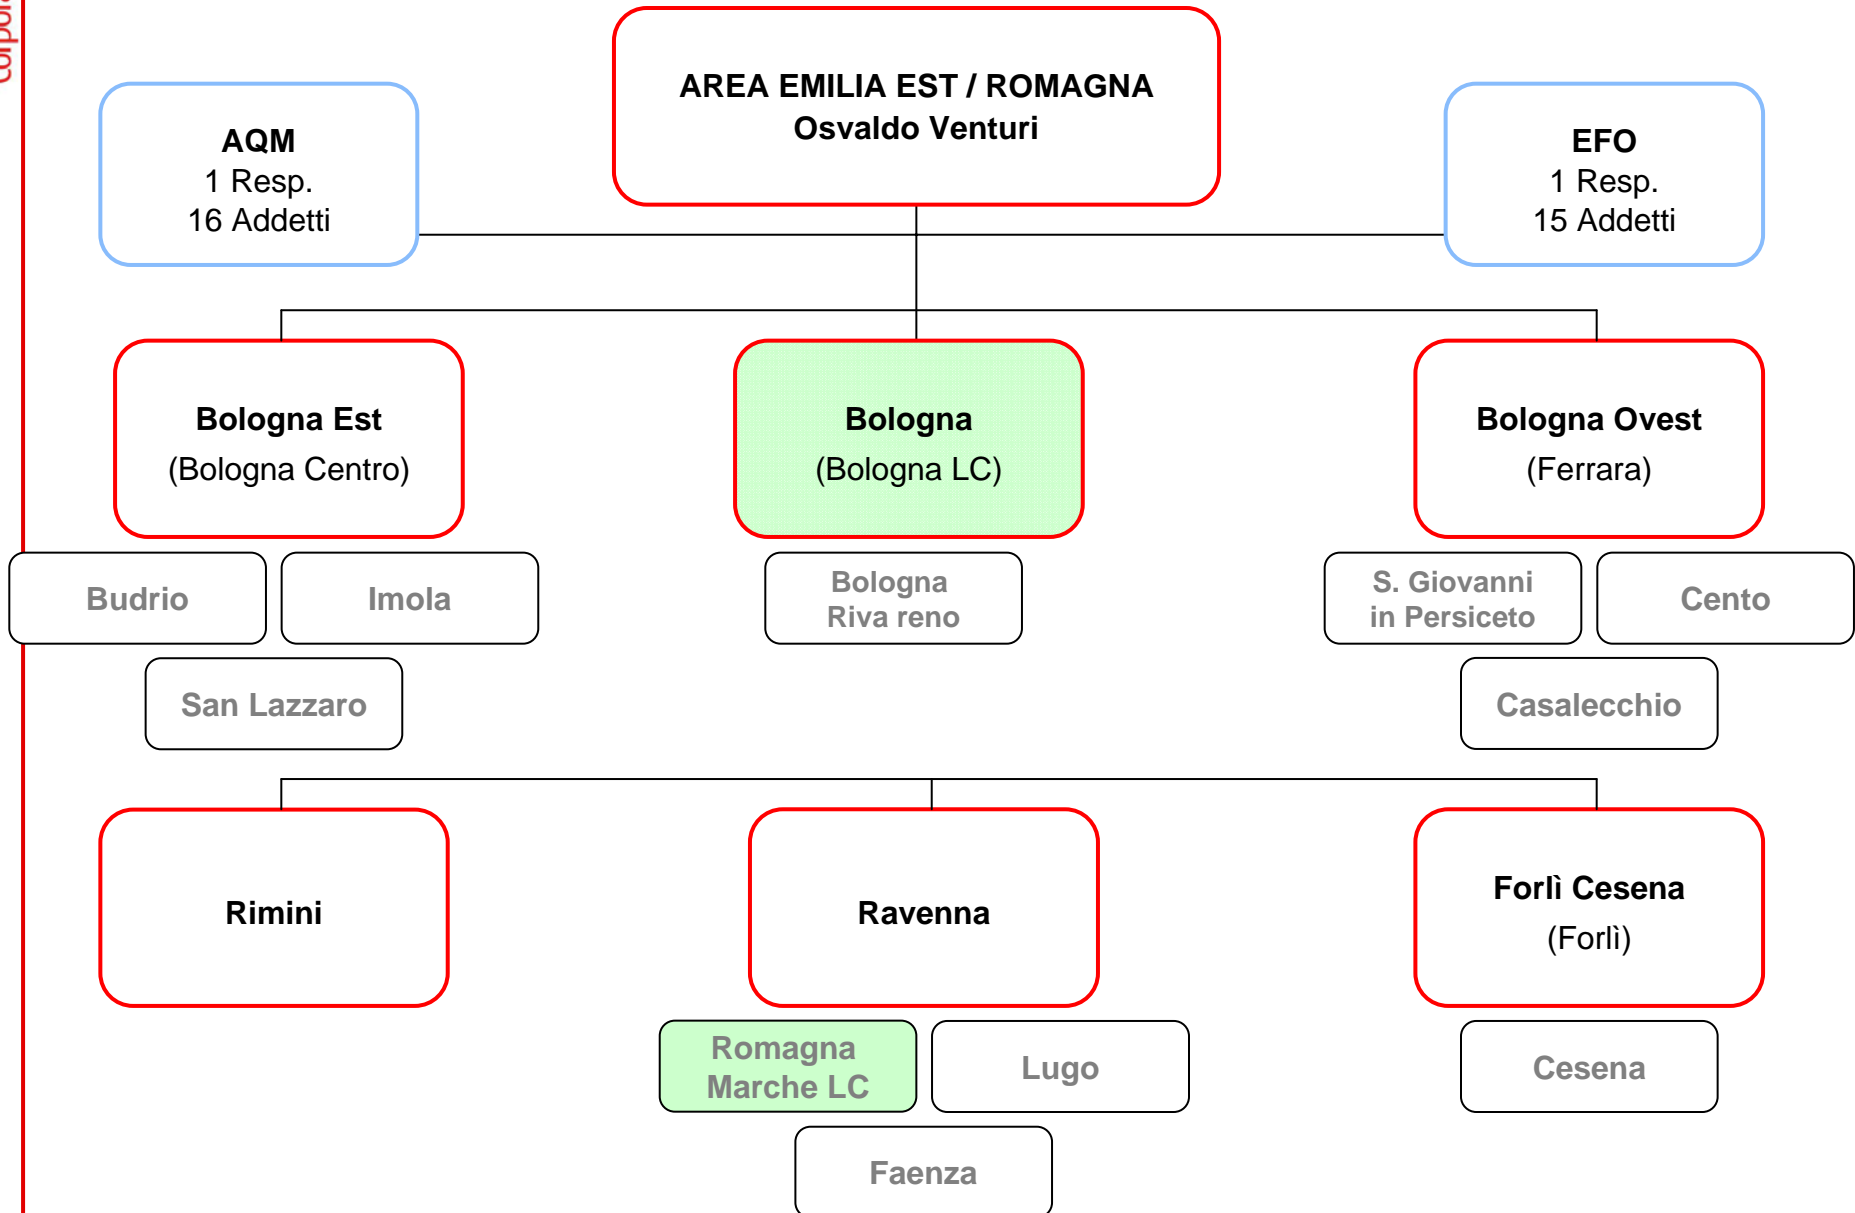 AREA EMILIA EST / ROMAGNA
Osvaldo Venturi
AQM
1 Resp.
16 Addetti
EFO
1 Resp.
15 Addetti
Bologna Est
(Bologna Centro)
Bologna
(Bologna LC)
Bologna Ovest
(Ferrara)
Budrio
Imola
San Lazzaro
Bologna
Riva reno
S. Giovanni
in Persiceto
Cento
Casalecchio
Rimini
Ravenna
Forlì Cesena
(Forlì)
Romagna
Marche LC
Lugo
Faenza
Cesena